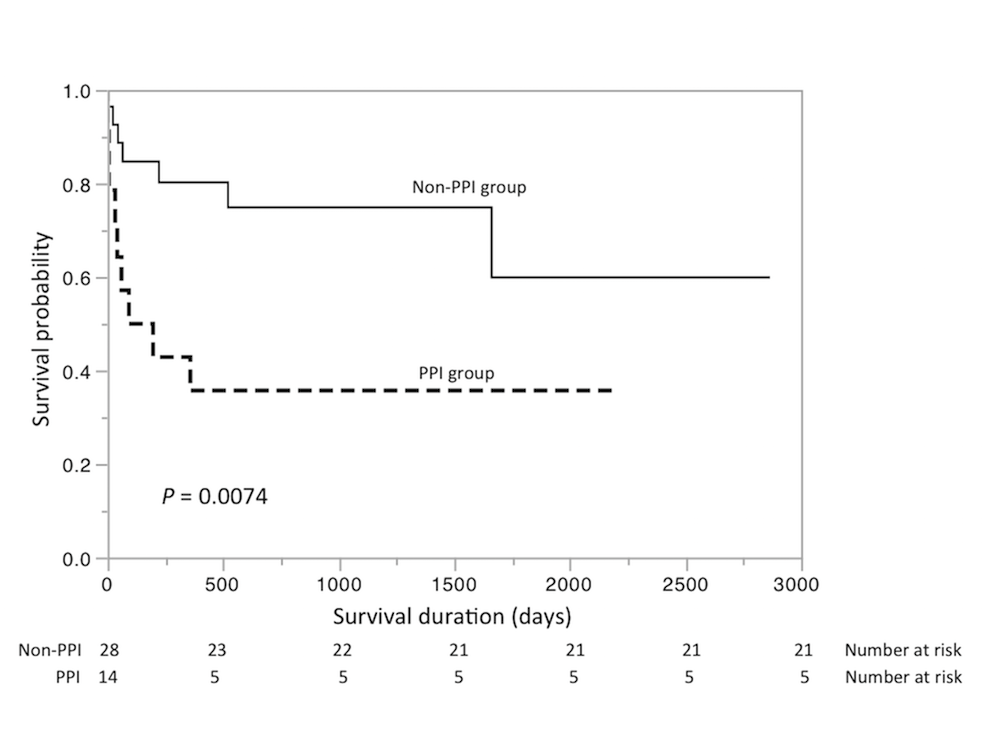 1.0
0.8
0.6
0.4
0.2
0.0
Survival probability
Non-PPI group
PPI group
P = 0.0074
0 500 1000 1500 2000 2500 3000
Survival duration (days)
Non-PPI 28 23 22 21 21 21 21 Number at risk
PPI 14 5 5 5 5 5 5 Number at risk